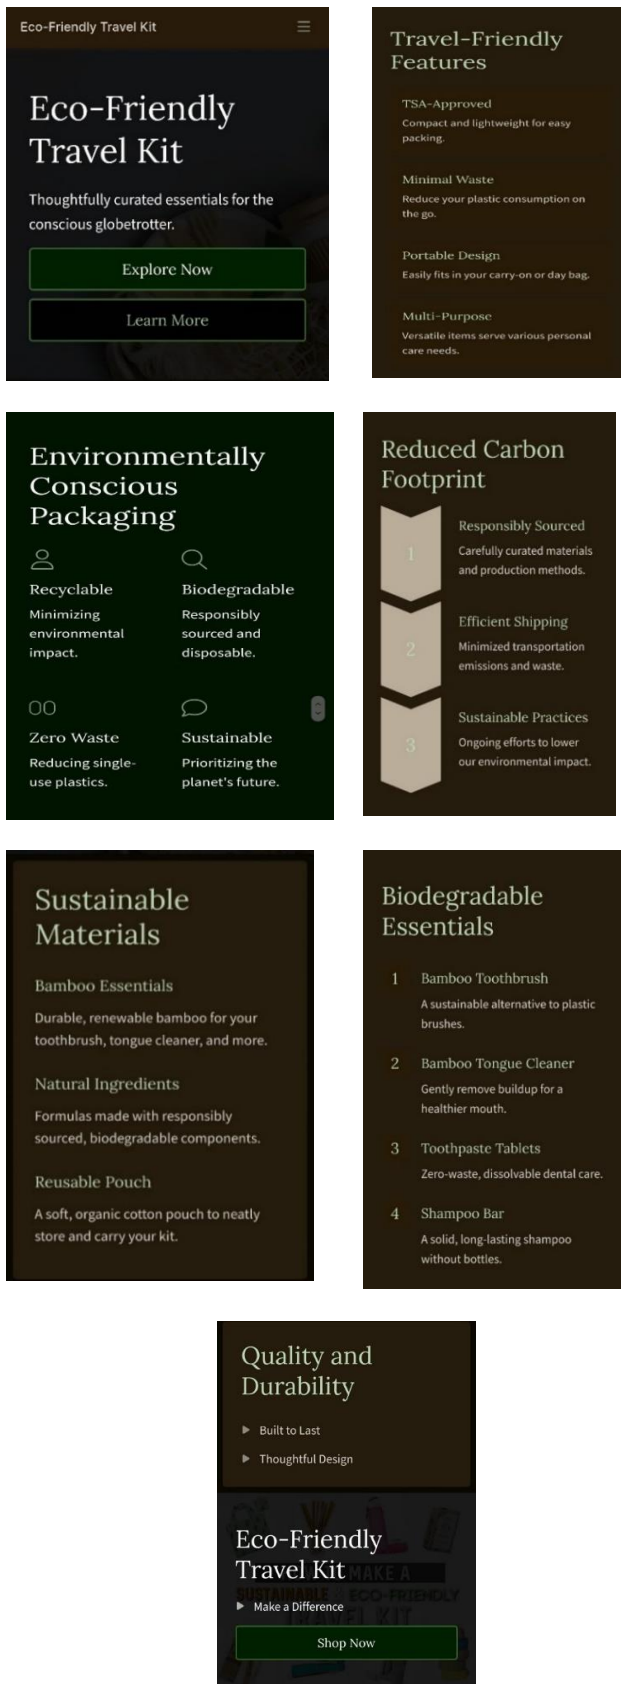 Eco-Friendly Travel Kit
Eco-Friendly
Travel Kit
Thoughtfully curated essentials for the
conscious globetrotter.
Explore Now
Learn More
Travel-Friendly
Features
TSA-Approved
Compact and lightweight for easy
packing.
Minimal Waste
Reduce your plastic consumption on
the go.
Portable Design
Easily fits in your carry-on or day bag.
Multi-Purpose
Versatile items serve various personal
care needs.
Environmentally
Conscious
Packaging
Recyclable
Minimizing
environmental
impact.
Biodegradable
Responsibly
sourced and
disposable.
Zero Waste
Reducing single-
use plastics.
Sustainable
Prioritizing the
planet's future.
Reduced Carbon
Footprint
1
Responsibly Sourced
Carefully curated materials
and production methods.
2
Efficient Shipping
Minimized transportation
emissions and waste.
3
Sustainable Practices
Ongoing efforts to lower
our environmental impact.
Sustainable
Materials
Bamboo Essentials
Durable, renewable bamboo for your
toothbrush, tongue cleaner, and more.
Natural Ingredients
Formulas made with responsibly
sourced, biodegradable components.
Reusable Pouch
A soft, organic cotton pouch to neatly
store and carry your kit.
Biodegradable
Essentials
1 Bamboo Toothbrush
A sustainable alternative to plastic
brushes.
2 Bamboo Tongue Cleaner
Gently remove buildup for a
healthier mouth.
3 Toothpaste Tablets
Zero-waste, dissolvable dental care.
4 Shampoo Bar
A solid, long-lasting shampoo
without bottles.
Quality and
Durability
Built to Last
Thoughtful Design
Eco-Friendly
Travel Kit
MAKE A
SUSTAINABLE ECO-FRIENDLY
TRAVEL KIT
Make a Difference
Shop Now